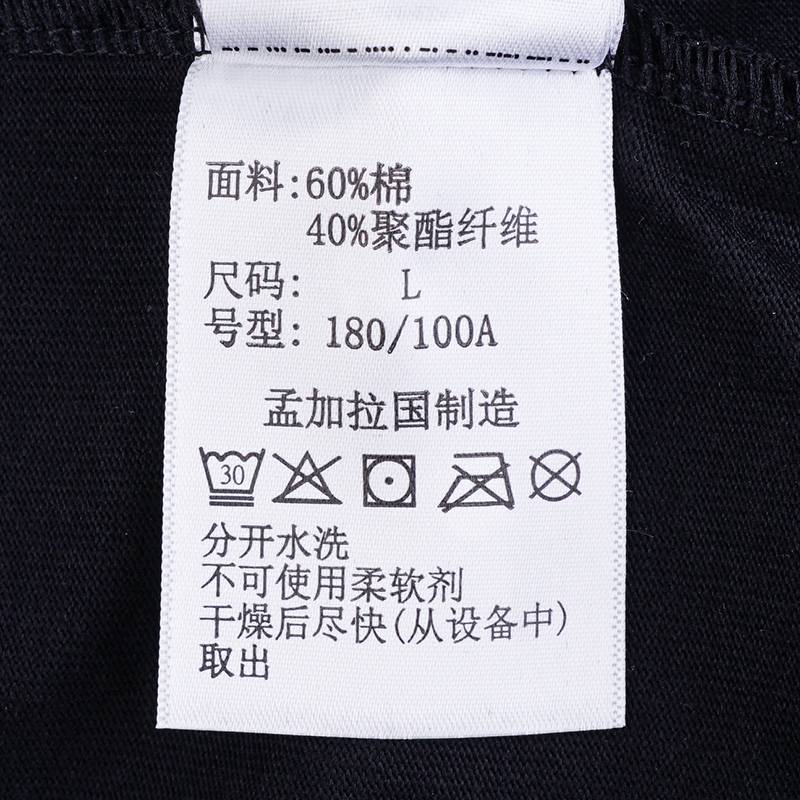 面料:60%棉
40%聚酯纤维
尺码: L
号型: 180/100A
孟加拉国制造
30
分开水洗
不可使用柔软剂
干燥后尽快(从设备中)
取出